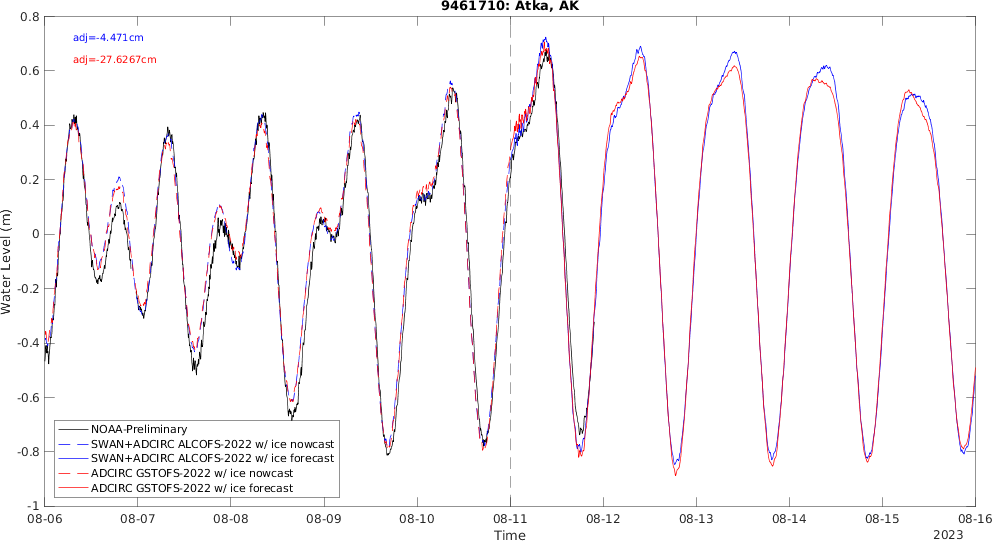 9461710: Atka, AK
adj=-4.471cm
adj=-27.6267cm
Water Level (m)
0.8
0.6
0.4
0.2
0
-0.2
-0.4
-0.6
-0.8
-1
NOAA-Preliminary
SWAN+ADCIRC ALCOFS-2022 w/ ice nowcast
SWAN+ADCIRC ALCOFS-2022 w/ ice forecast
ADCIRC GSTOFS-2022 w/ ice nowcast
ADCIRC GSTOFS-2022 w/ ice forecast
08-06 08-07 08-08 08-09 08-10 08-11 08-12 08-13 08-14 08-15 08-16
Time
2023